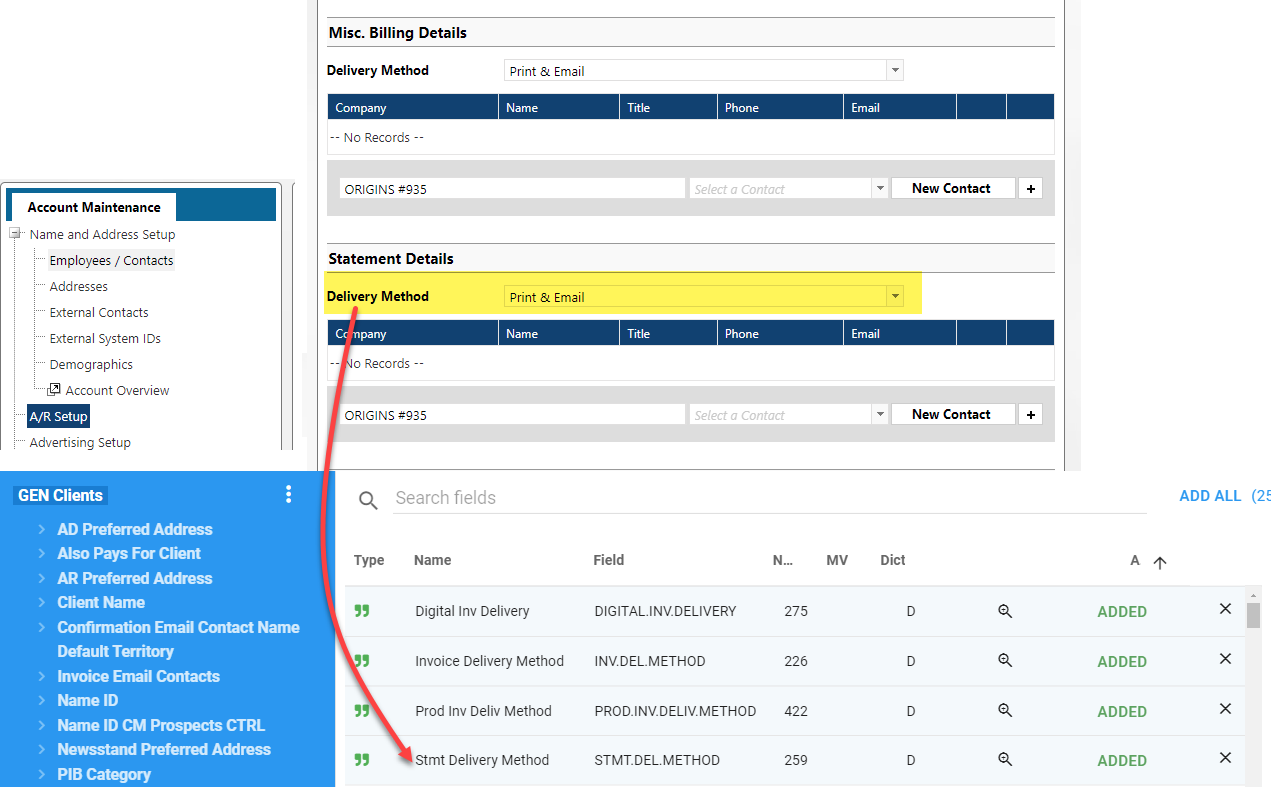 Misc. Billing Details
Delivery Method Print & Email
Company Name Title Phone Email
-- No Records --
ORIGINS #935 Select a Contact New Contact +
Statement Details
Delivery Method Print & Email
Company Name Title Phone Email
-- No Records --
ORIGINS #935 Select a Contact New Contact +
Account Maintenance
Name and Address Setup
Employees / Contacts
Addresses
External Contacts
External System IDs
Demographics
Account Overview
A/R Setup
Advertising Setup
GEN Clients
AD Preferred Address
Also Pays For Client
AR Preferred Address
Client Name
Confirmation Email Contact Name
Default Territory
Invoice Email Contacts
Name ID
Name ID CM Prospects CTRL
Newsstand Preferred Address
PIB Category
Search fields ADD ALL (25
Type Name Field N... MV Dict A
Digital Inv Delivery DIGITAL.INV.DELIVERY 275 D ADDED
Invoice Delivery Method INV.DEL.METHOD 226 D ADDED
Prod Inv Deliv Method PROD.INV.DELIV.METHOD 422 D ADDED
Stmt Delivery Method STMT.DEL.METHOD 259 D ADDED